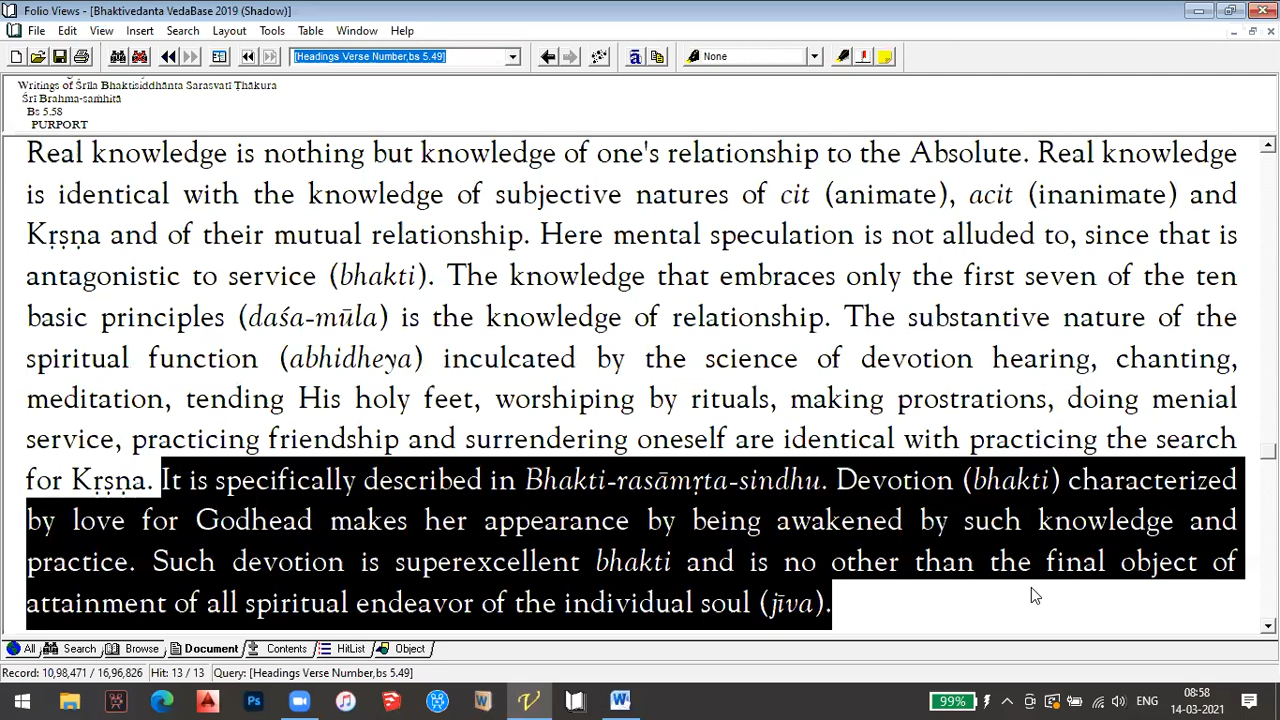 Folio Views - [Bhaktivedanta VedaBase 2019 (Shadow)]
File Edit View Insert Search Layout Tools Table Window Help
[Headings Verse Number,bs 5.49] None
Writings of Śrīla Bhaktisiddhānta Sarasvatī Ṭhākura
Śrī Brahma-saṁhitā
Bs 5.58
PURPORT
Real knowledge is nothing but knowledge of one's relationship to the Absolute. Real knowledge
is identical with the knowledge of subjective natures of cit (animate), acit (inanimate) and
Kṛṣṇa and of their mutual relationship. Here mental speculation is not alluded to, since that is
antagonistic to service (bhakti). The knowledge that embraces only the first seven of the ten
basic principles (daśa-mūla) is the knowledge of relationship. The substantive nature of the
spiritual function (abhidheya) inculcated by the science of devotion hearing, chanting,
meditation, tending His holy feet, worshiping by rituals, making prostrations, doing menial
service, practicing friendship and surrendering oneself are identical with practicing the search
for Kṛṣṇa. It is specifically described in Bhakti-rasāmṛta-sindhu. Devotion (bhakti) characterized
by love for Godhead makes her appearance by being awakened by such knowledge and
practice. Such devotion is superexcellent bhakti and is no other than the final object of
attainment of all spiritual endeavor of the individual soul (jīva).
All Search Browse Document Contents HitList Object
Record: 10,98,471 / 16,96,826 Hit: 13 / 13 Query: [Headings Verse Number,bs 5.49]
99% ENG 08:58
14-03-2021